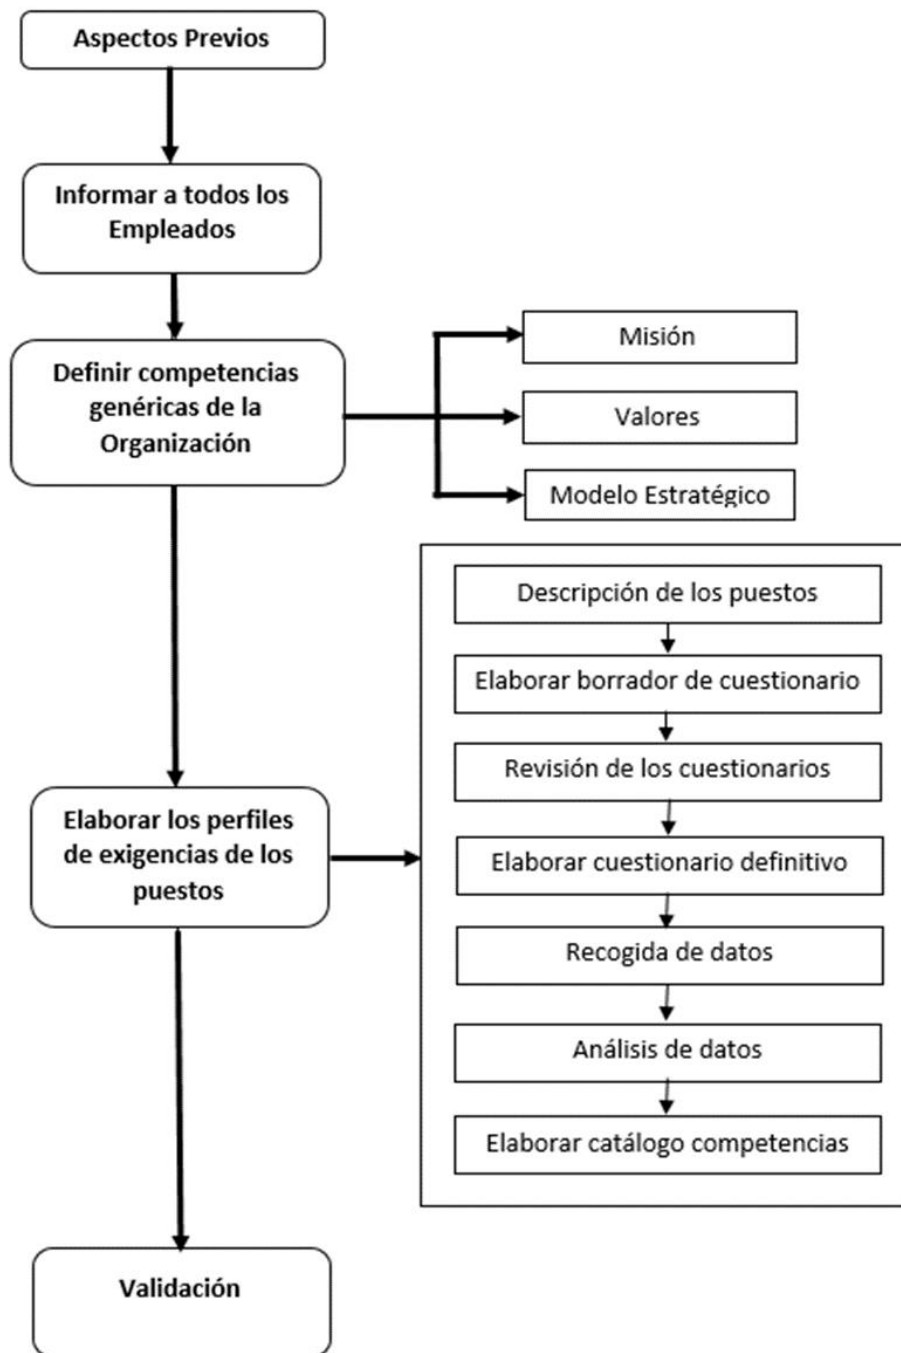 Aspectos Previos
Informar a todos los
Empleados
Definir competencias
genéricas de la
Organización
Misión
Valores
Modelo Estratégico
Descripción de los puestos
Elaborar borrador de cuestionario
Revisión de los cuestionarios
Elaborar cuestionario definitivo
Recogida de datos
Análisis de datos
Elaborar catálogo competencias
Elaborar los perfiles
de exigencias de los
puestos
Validación